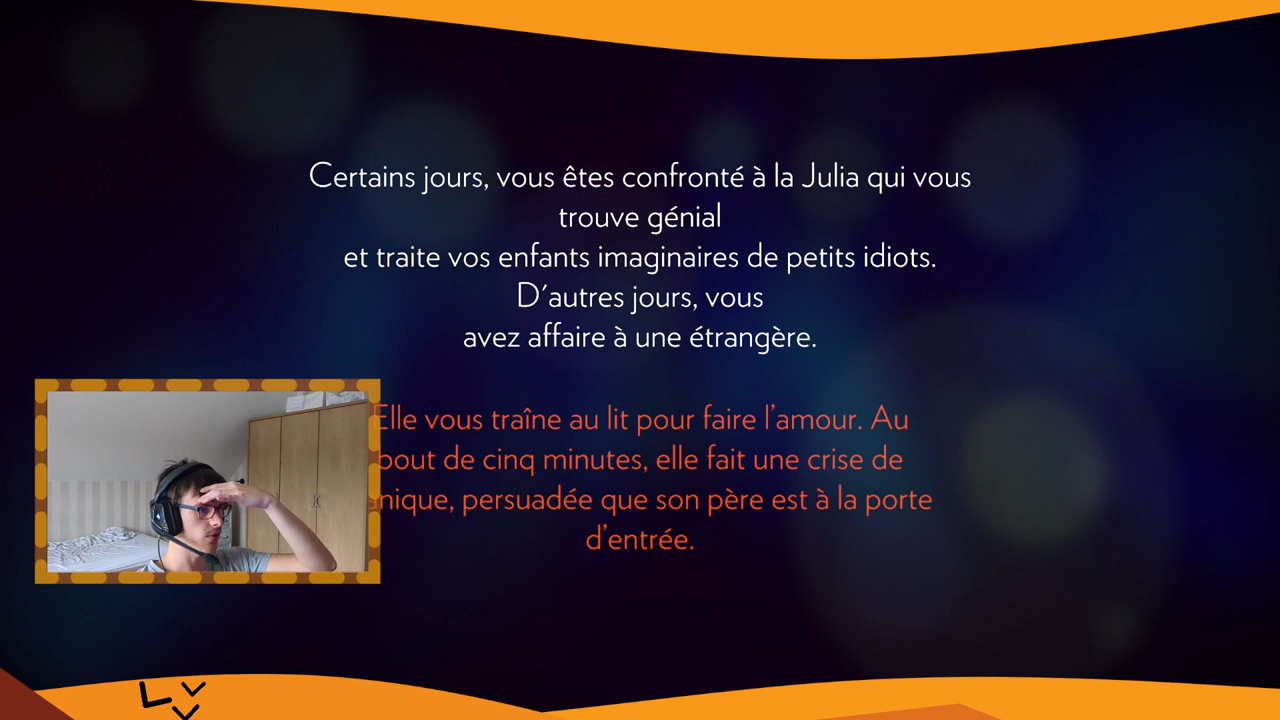 Certains jours, vous êtes confronté à la Julia qui vous
trouve génial
et traite vos enfants imaginaires de petits idiots.
D'autres jours, vous
avez affaire à une étrangère.
Elle vous traîne au lit pour faire l'amour. Au
bout de cinq minutes, elle fait une crise de
persuadée que son père est à la porte
d'entrée.